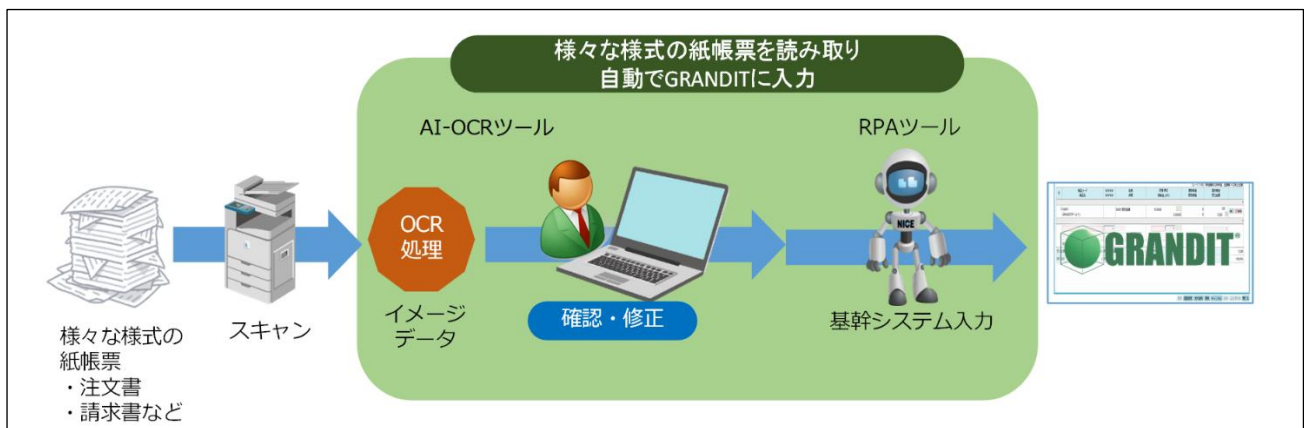 様々な様式の紙帳票を読み取り
自動でGRANDITに入力
AI-OCRツール
RPAツール
OCR
処理
NICE
GRANDIT
スキャン
イメージ
データ
確認・修正
基幹システム入力
様々な様式の
紙帳票
・注文書
・請求書など